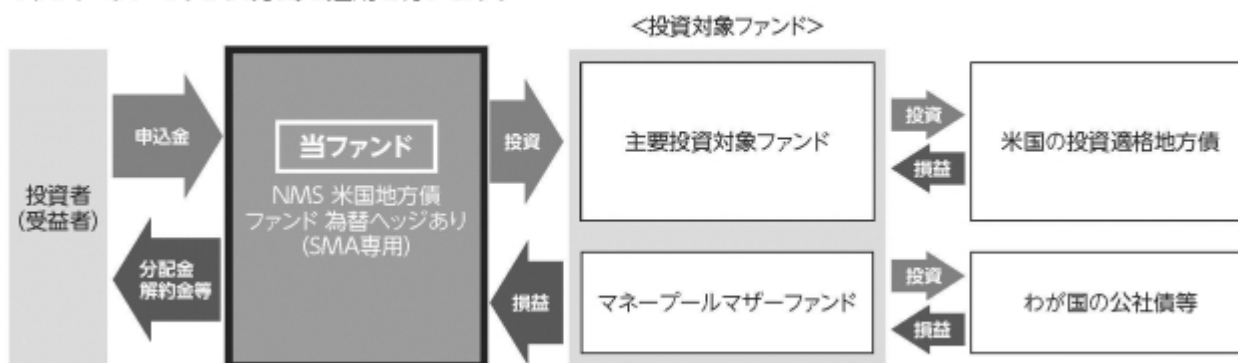 <投資対象ファンド>
投資者
(受益者)
申込金
分配金
解約金等
当ファンド
NMS 米国地方債
ファンド 為替ヘッジあり
(SMA専用)
投資
損益
主要投資対象ファンド
マネープールマザーファンド
投資
損益
米国の投資適格地方債
投資
損益
わが国の公社債等